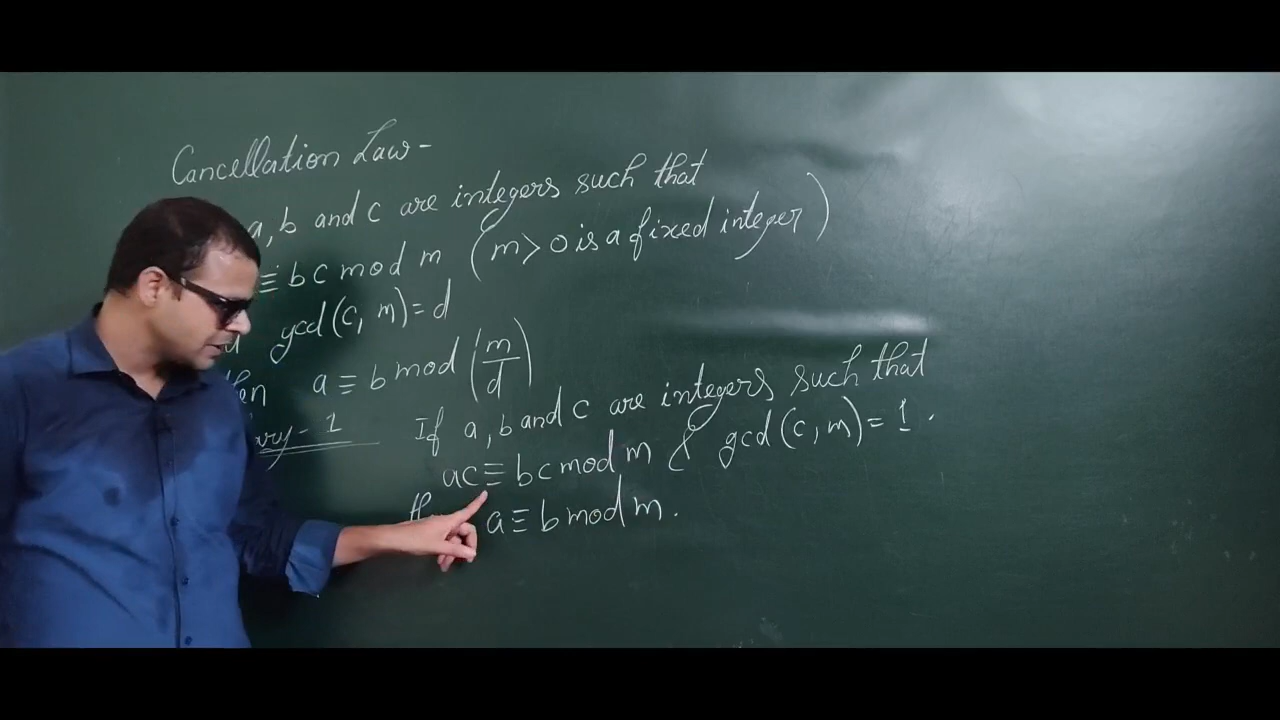 Cancellation Law -
a, b and c are integers such that
≡ bc mod m (m > 0 is a fixed integer)
gcd(c, m) = d
a ≡ b mod (m/d)
- 1 If a, b and c are integers such that
ac ≡ bc mod m & gcd(c, m) = 1.
a ≡ b mod m.